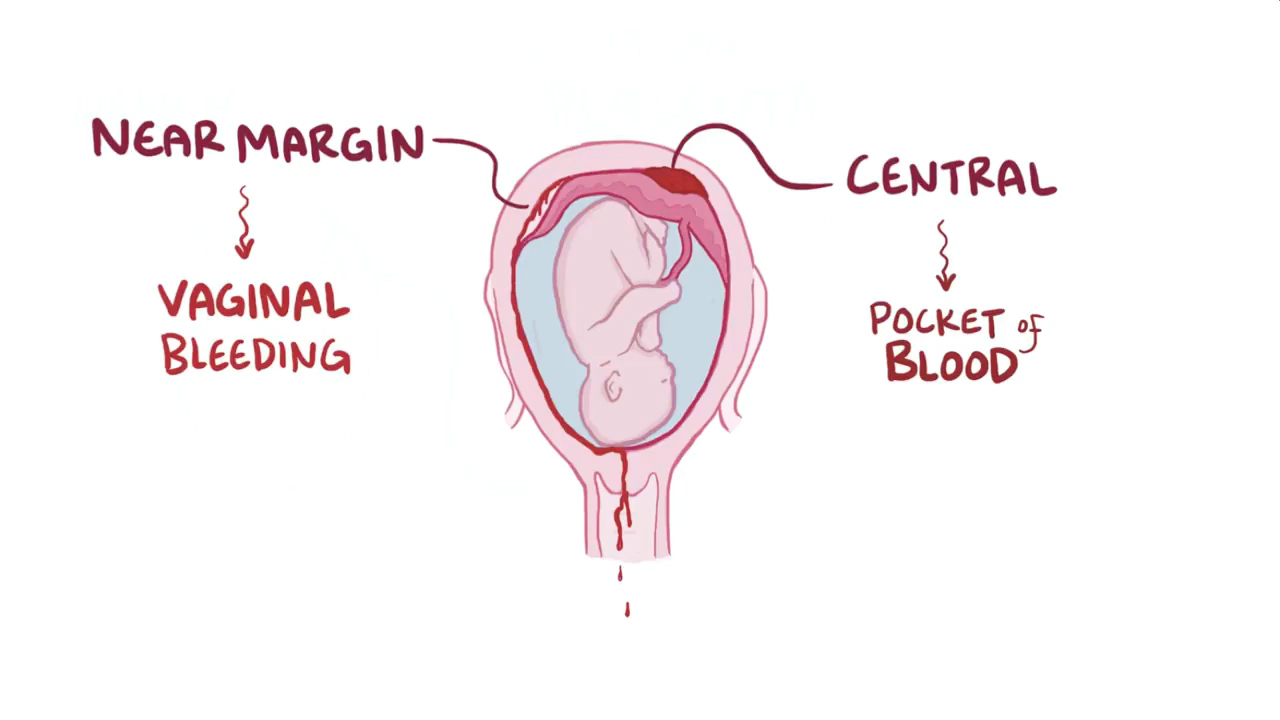 NEAR MARGIN
VAGINAL
BLEEDING
CENTRAL
POCKET of
BLOOD